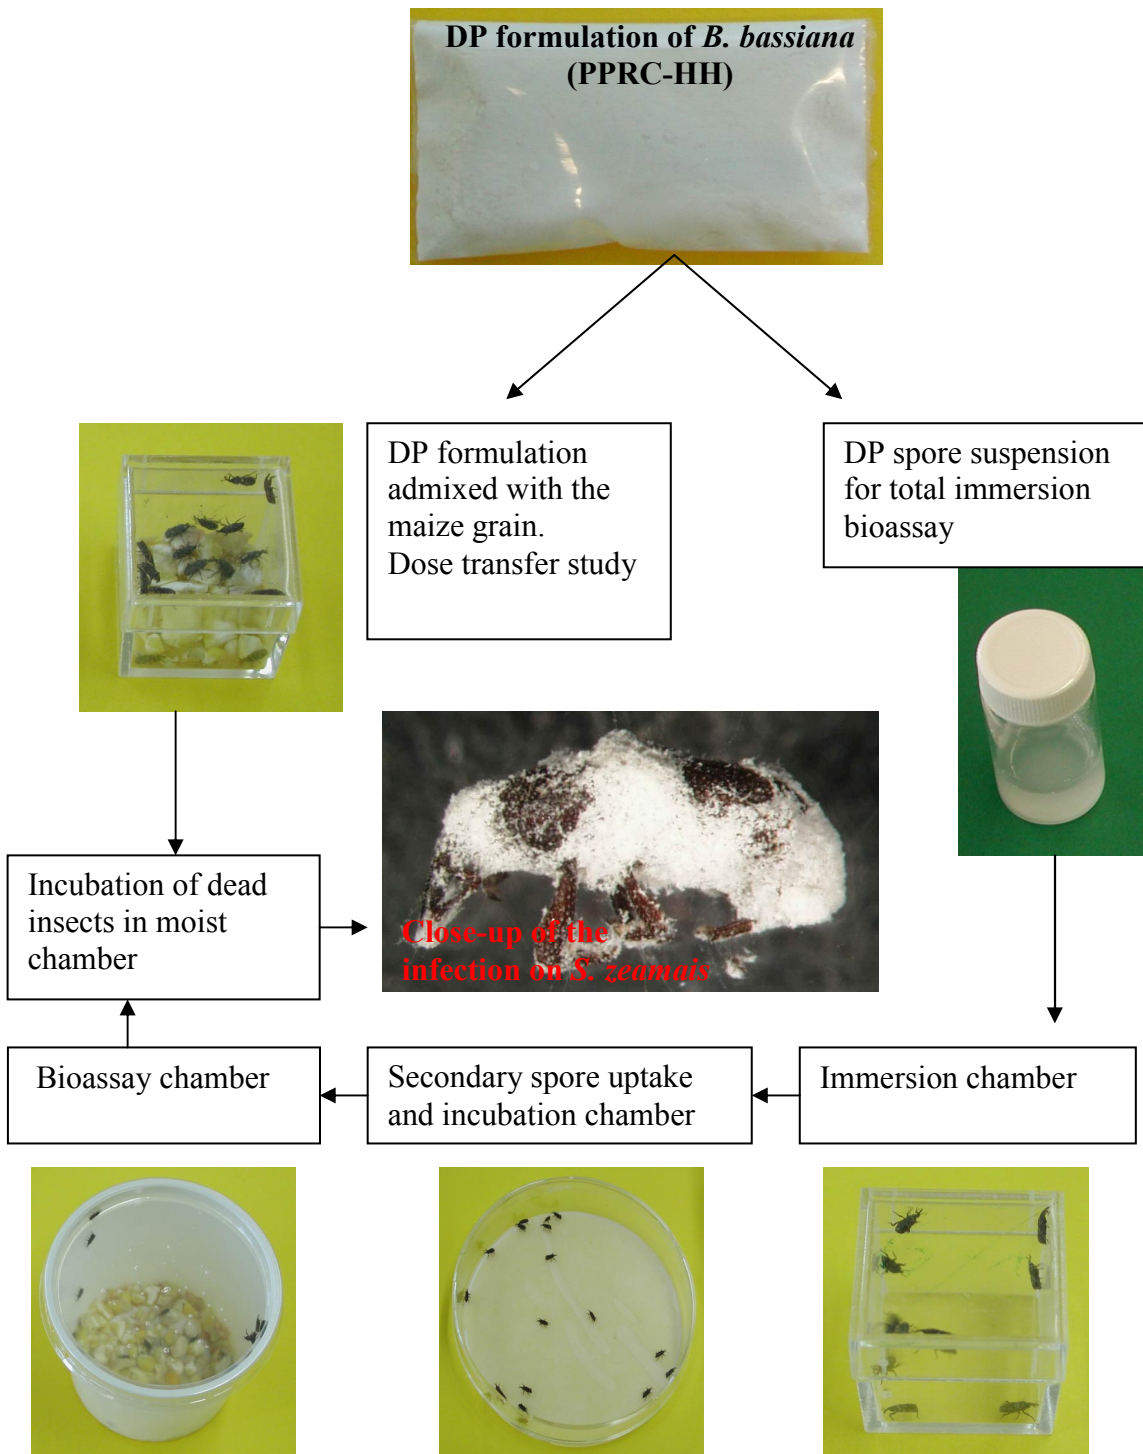 DP formulation of B. bassiana
(PPRC-HH)
DP formulation
admixed with the
maize grain.
Dose transfer study
DP spore suspension
for total immersion
bioassay
Incubation of dead
insects in moist
chamber
Close-up of the
infection on S. zeamais
Bioassay chamber
Secondary spore uptake
and incubation chamber
Immersion chamber